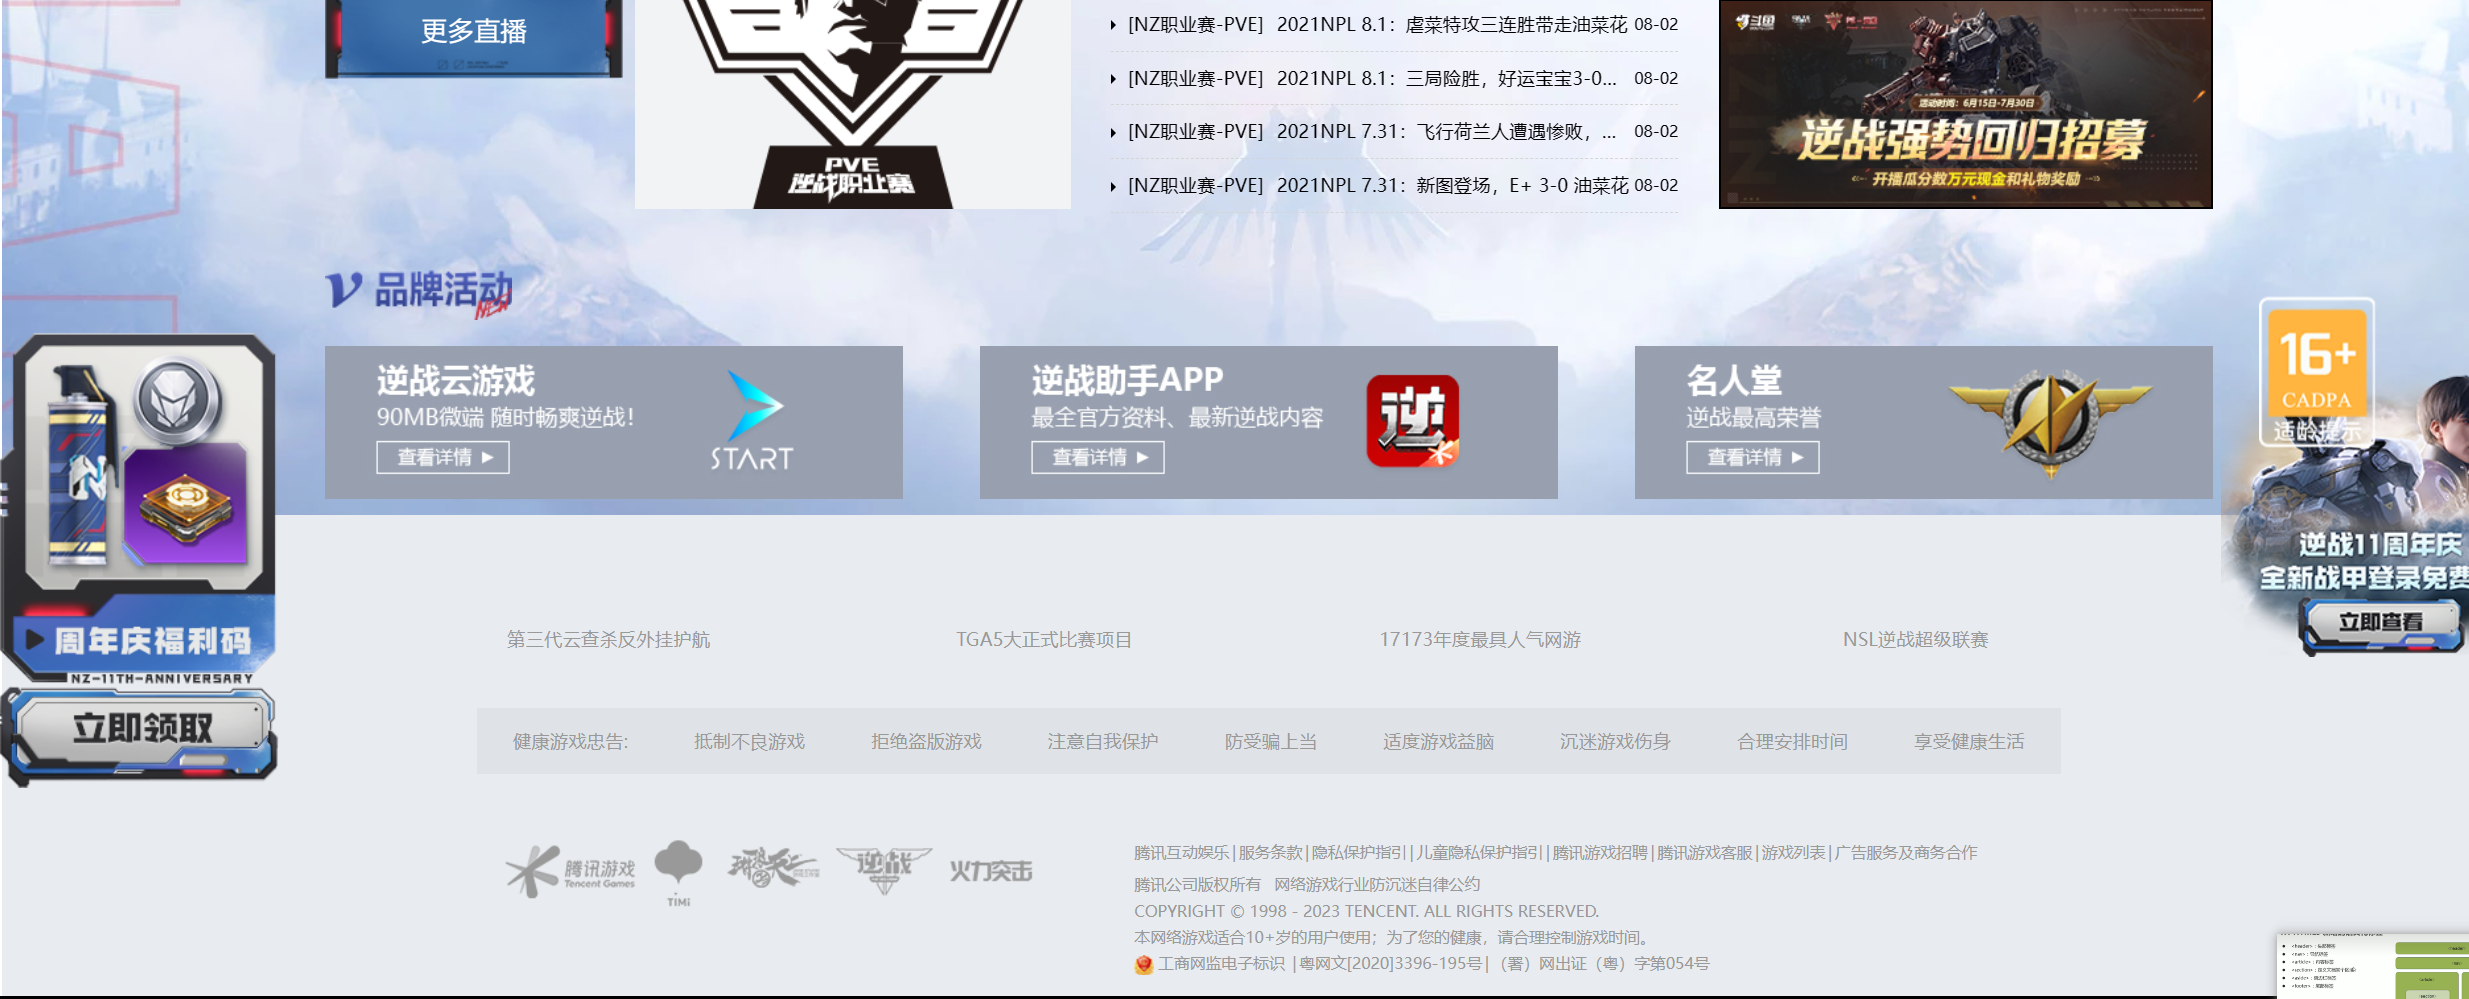 更多直播
PVE
逆战职业赛
[NZ职业赛-PVE] 2021NPL 8.1：虐菜特攻三连胜带走油菜花 08-02
[NZ职业赛-PVE] 2021NPL 8.1：三局险胜，好运宝宝3-0... 08-02
[NZ职业赛-PVE] 2021NPL 7.31：飞行荷兰人遭遇惨败，... 08-02
[NZ职业赛-PVE] 2021NPL 7.31：新图登场，E+ 3-0 油菜花 08-02
斗鱼
活动时间：6月15日-7月30日
逆战强势回归招募
开播瓜分数万元现金和礼物奖励
品牌活动
NEW
逆战云游戏
90MB微端 随时畅爽逆战!
查看详情
START
逆战助手APP
最全官方资料、最新逆战内容
查看详情
逆
名人堂
逆战最高荣誉
查看详情
16+
CADPA
适龄提示
逆战11周年庆
全新战甲登录免费
立即查看
周年庆福利码
NZ-11TH-ANNIVERSARY
立即领取
第三代云查杀反外挂护航
TGA5大正式比赛项目
17173年度最具人气网游
NSL逆战超级联赛
健康游戏忠告: 抵制不良游戏 拒绝盗版游戏 注意自我保护 防受骗上当 适度游戏益脑 沉迷游戏伤身 合理安排时间 享受健康生活
腾讯游戏
Tencent Games
TiMi
逆战
火力突击
腾讯互动娱乐|服务条款|隐私保护指引|儿童隐私保护指引|腾讯游戏招聘|腾讯游戏客服|游戏列表|广告服务及商务合作
腾讯公司版权所有 网络游戏行业防沉迷自律公约
COPYRIGHT © 1998 - 2023 TENCENT. ALL RIGHTS RESERVED.
本网络游戏适合10+岁的用户使用；为了您的健康，请合理控制游戏时间。
工商网监电子标识 |粤网文[2020]3396-195号|（署）网出证（粤）字第054号